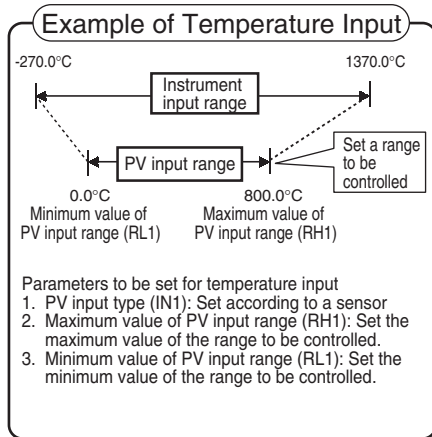 Example of Temperature Input
-270.0°C 1370.0°C
Instrument
input range
PV input range
Set a range
to be
controlled
0.0°C 800.0°C
Minimum value of Maximum value of
PV input range (RL1) PV input range (RH1)
Parameters to be set for temperature input
1. PV input type (IN1): Set according to a sensor
2. Maximum value of PV input range (RH1): Set the
maximum value of the range to be controlled.
3. Minimum value of PV input range (RL1): Set the
minimum value of the range to be controlled.